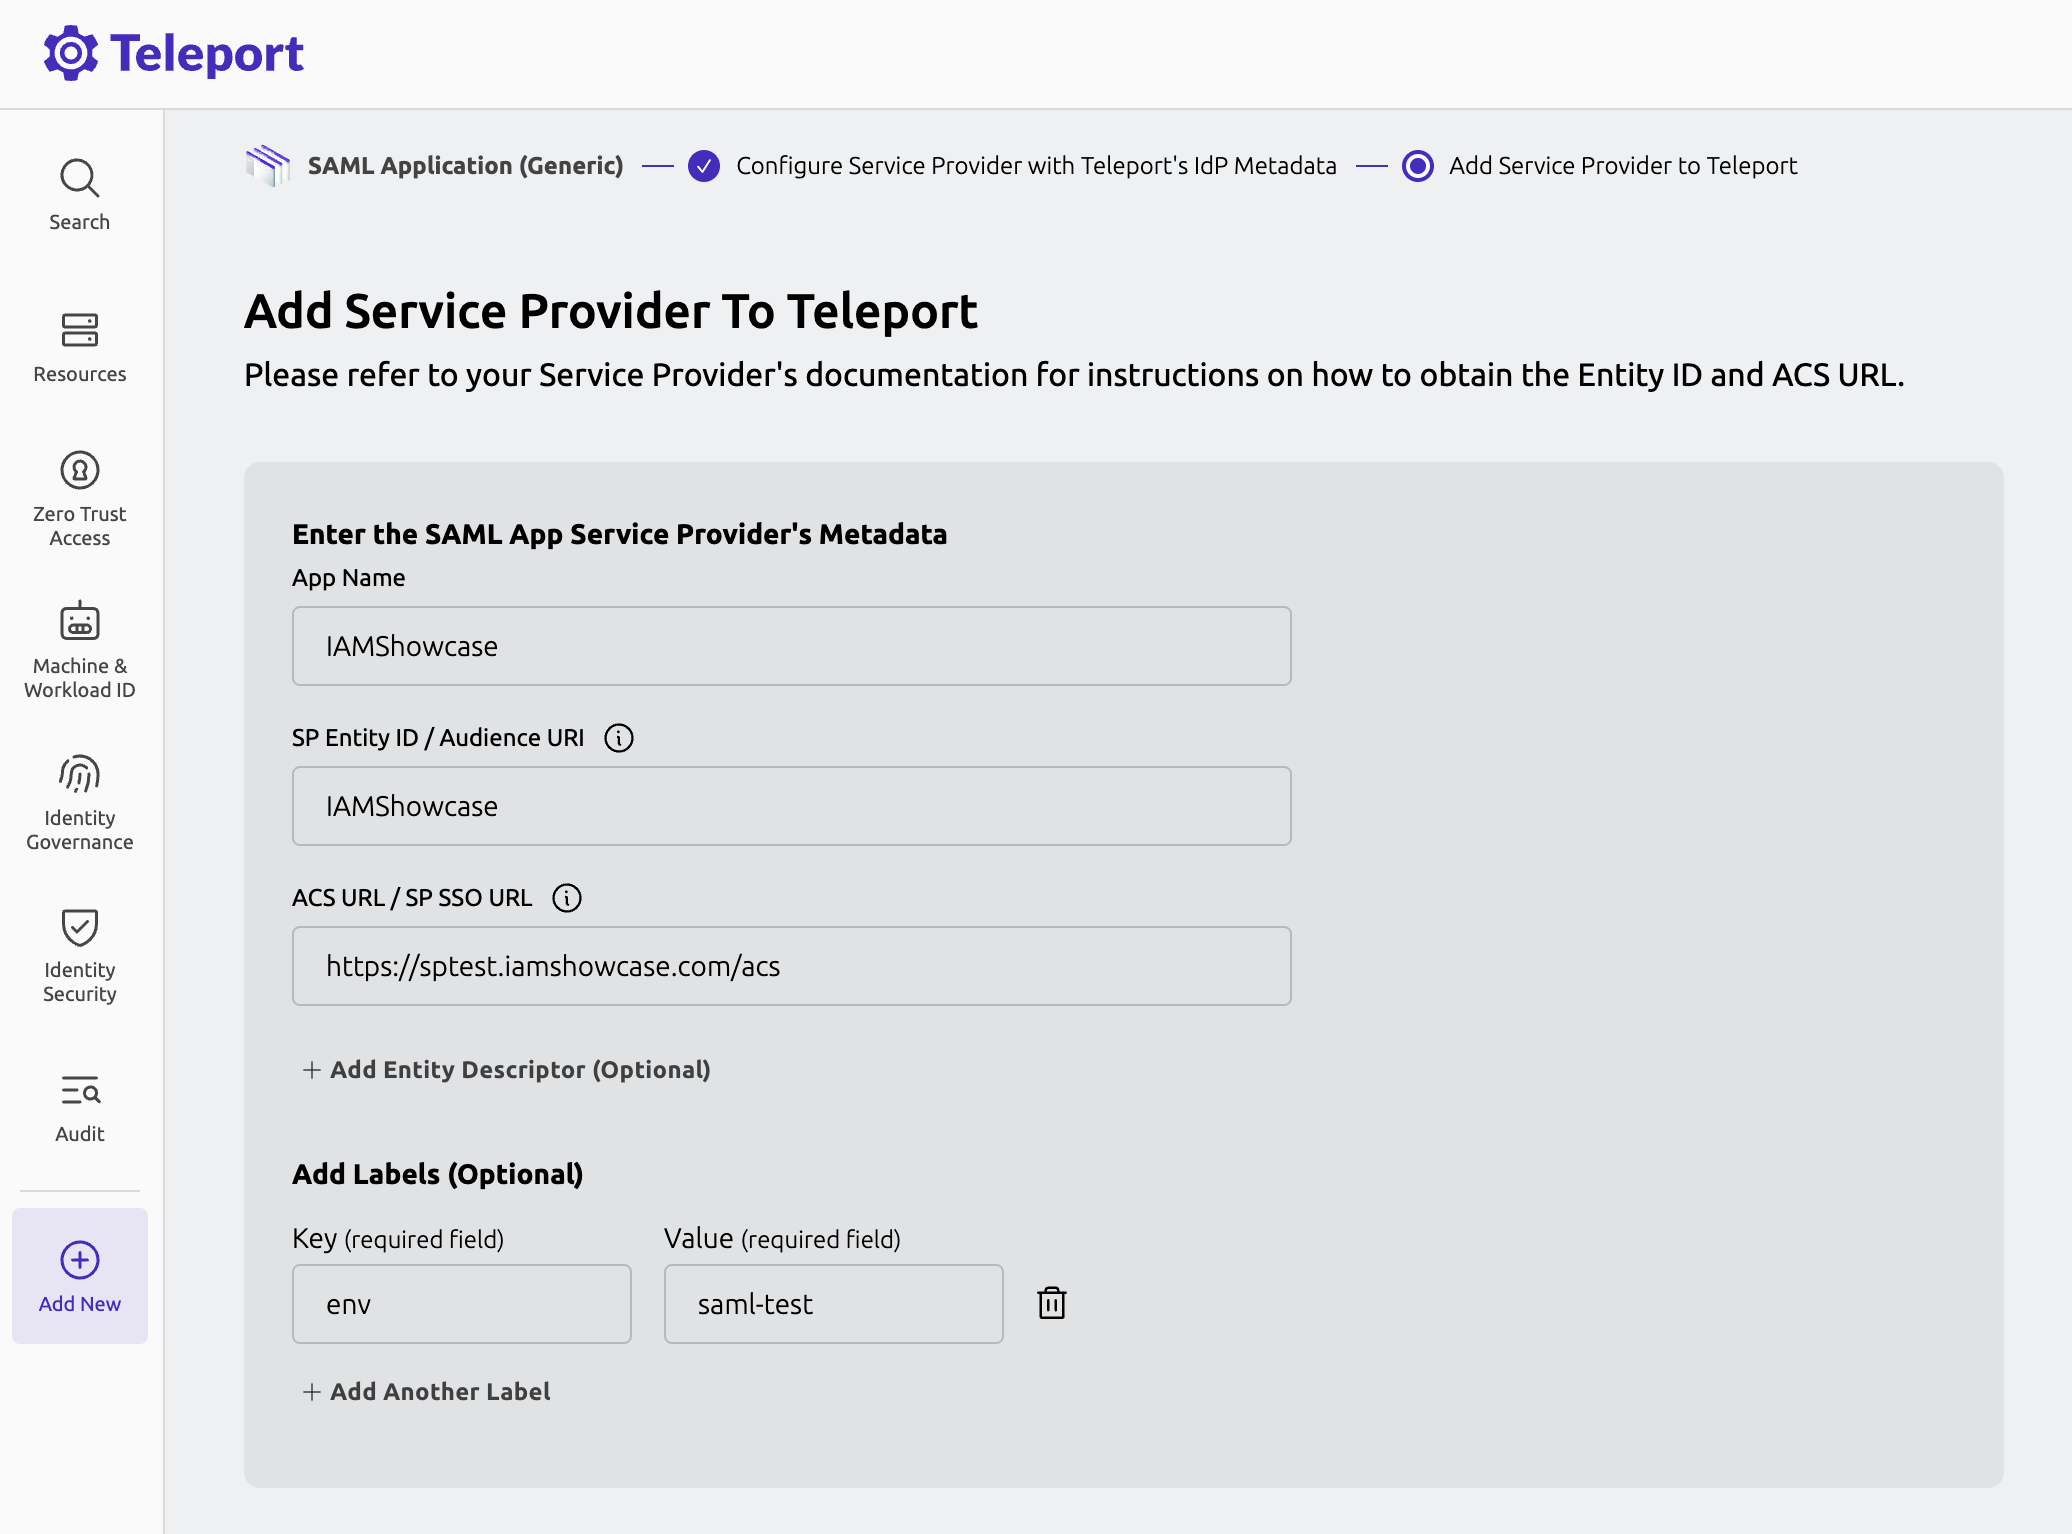 Teleport
Search
Resources
Zero Trust
Access
Machine &
Workload ID
Identity
Governance
Identity
Security
Audit
Add New
SAML Application (Generic)
Configure Service Provider with Teleport's IdP Metadata
Add Service Provider to Teleport
Add Service Provider To Teleport
Please refer to your Service Provider's documentation for instructions on how to obtain the Entity ID and ACS URL.
Enter the SAML App Service Provider's Metadata
App Name
IAMShowcase
SP Entity ID / Audience URI
IAMShowcase
ACS URL / SP SSO URL
https://sptest.iamshowcase.com/acs
+ Add Entity Descriptor (Optional)
Add Labels (Optional)
Key (required field) Value (required field)
env saml-test
+ Add Another Label